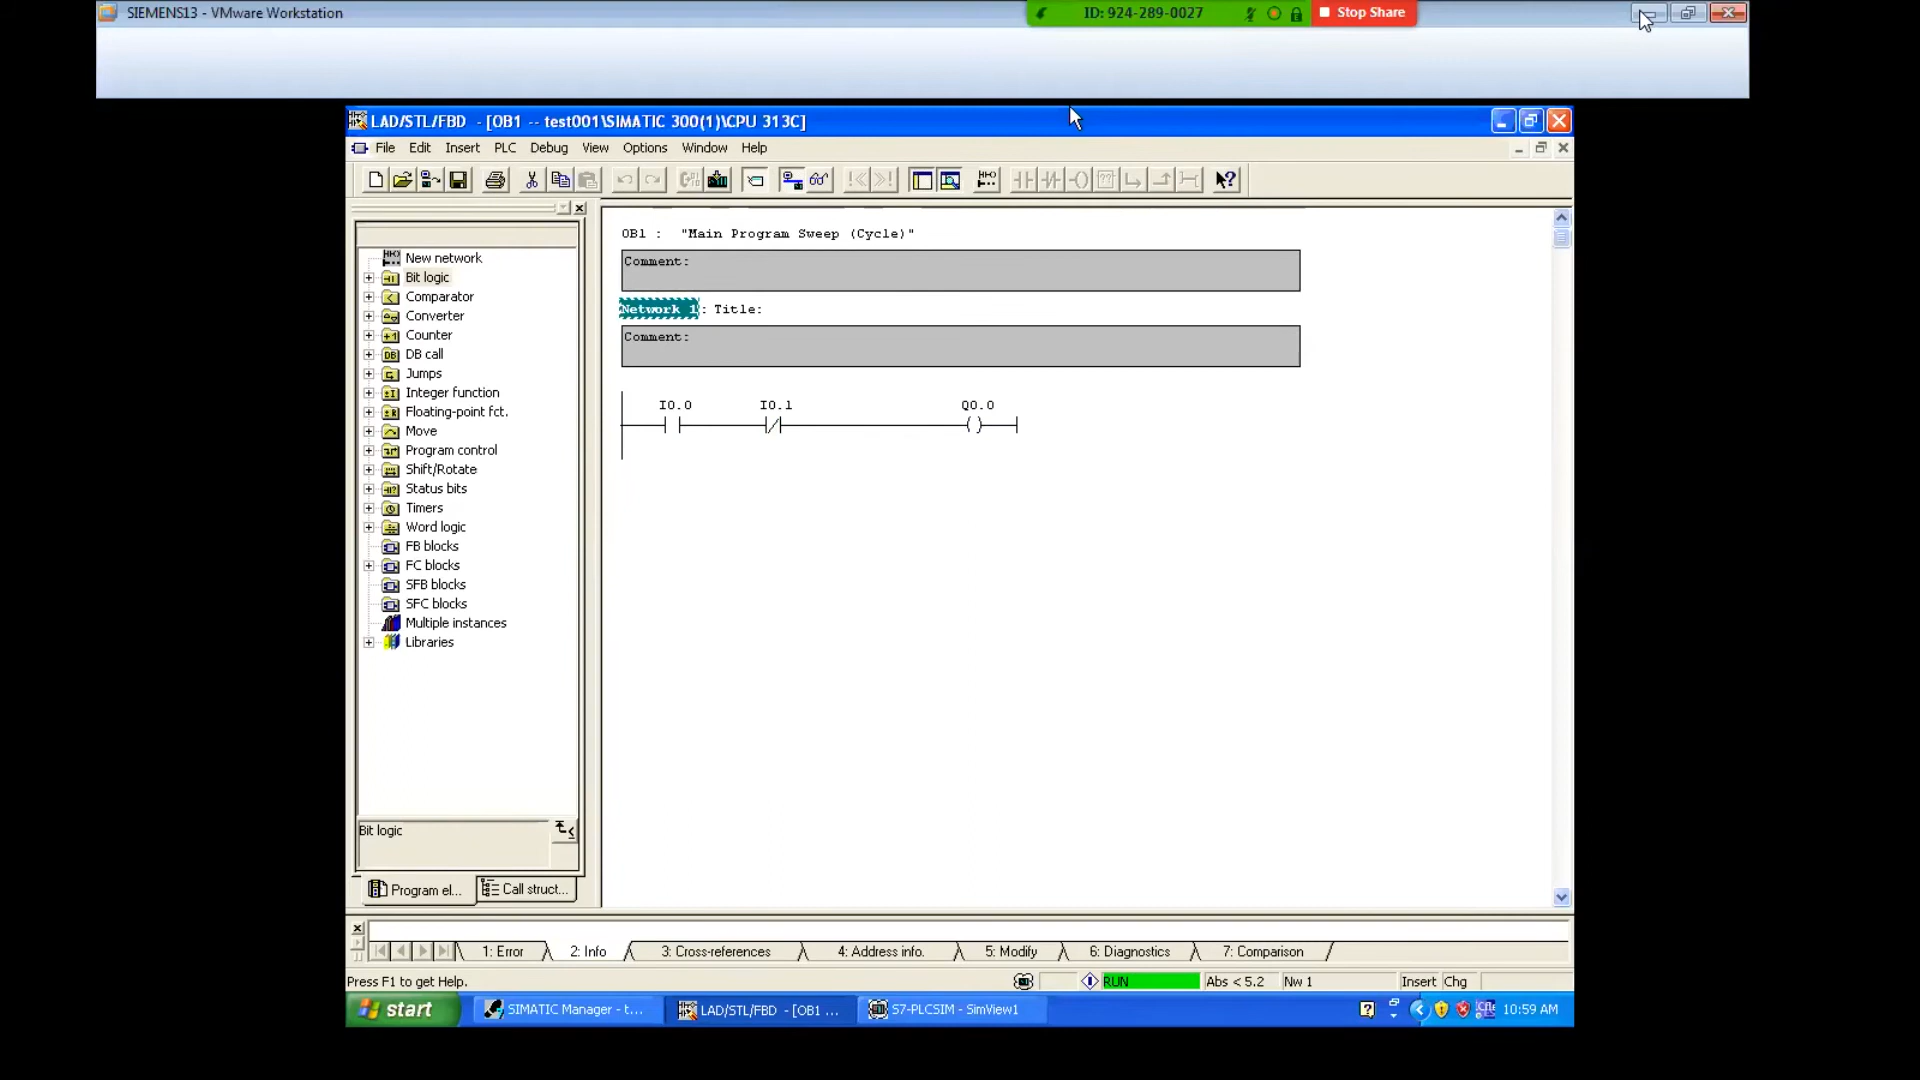 SIEMENS13 - VMware Workstation
ID: 924-289-0027
Stop Share
LAD/STL/FBD - [OB1 -- test001\SIMATIC 300(1)\CPU 313C]
File Edit Insert PLC Debug View Options Window Help
OB1 : "Main Program Sweep (Cycle)"
Comment:
Network 1: Title:
Comment:
I0.0 I0.1 Q0.0
New network
Bit logic
Comparator
Converter
Counter
DB call
Jumps
Integer function
Floating-point fct.
Move
Program control
Shift/Rotate
Status bits
Timers
Word logic
FB blocks
FC blocks
SFB blocks
SFC blocks
Multiple instances
Libraries
Bit logic
Program el... Call struct...
1: Error 2: Info 3: Cross-references 4: Address info. 5: Modify 6: Diagnostics 7: Comparison
Press F1 to get Help.
RUN Abs < 5.2 Nw 1 Insert Chg
start SIMATIC Manager - t... LAD/STL/FBD - [OB1 ... S7-PLCSIM - SimView1 10:59 AM